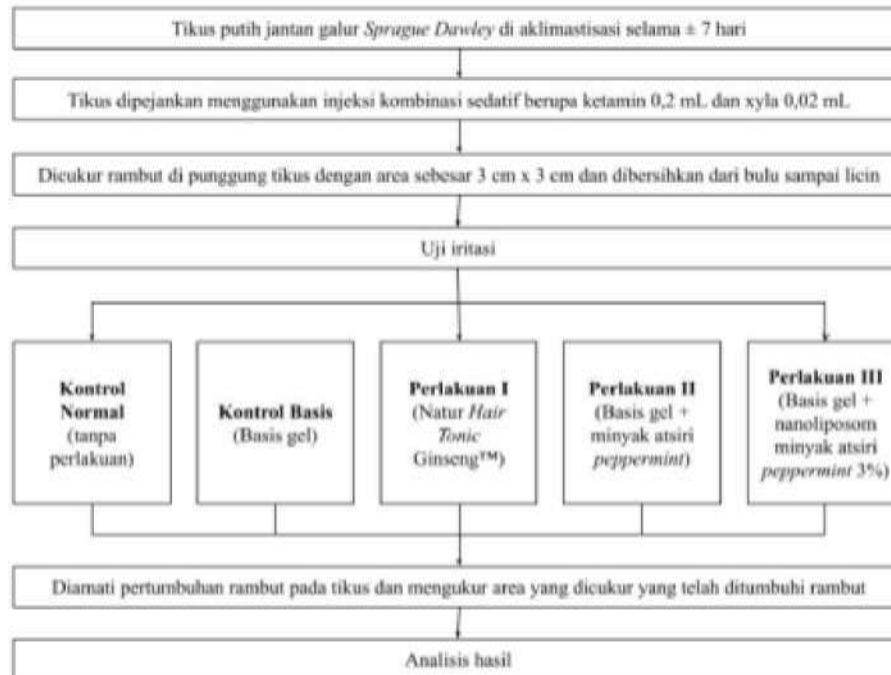 Tikus putih jantan galur Sprague Dawley di aklimastisasi selama ± 7 hari
Tikus dipejankan menggunakan injeksi kombinasi sedatif berupa ketamin 0,2 mL dan xyla 0,02 mL
Dicukur rambut di punggung tikus dengan area sebesar 3 cm x 3 cm dan dibersihkan dari bulu sampai licin
Uji iritasi
Kontrol
Normal
(tanpa
perlakuan)
Kontrol Basis
(Basis gel)
Perlakuan I
(Natur Hair
Tonic
Ginseng™)
Perlakuan II
(Basis gel +
minyak atsiri
peppermint)
Perlakuan III
(Basis gel +
nanoliposom
minyak atsiri
peppermint 3%)
Diamati pertumbuhan rambut pada tikus dan mengukur area yang dicukur yang telah ditumbuhi rambut
Analisis hasil